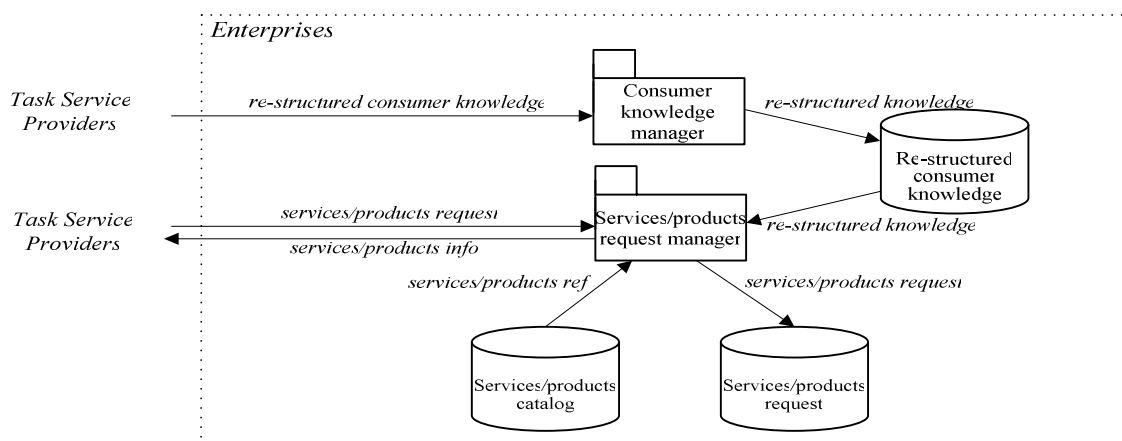 Enterprises
Task Service
Providers
re-structured consumer knowledge
Consumer
knowledge
manager
re-structured knowledge
Re-structured
consumer
knowledge
Task Service
Providers
services/products request
services/products info
Services/products
request manager
re-structured knowledge
services/products ref
services/products request
Services/products
catalog
Services/products
request